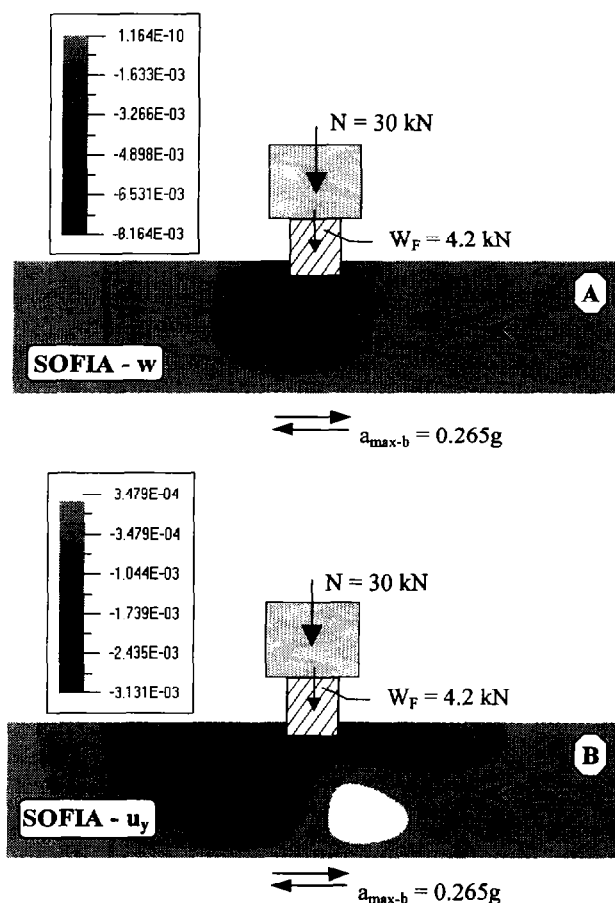 1.164E-10
-1.633E-03
-3.266E-03
-4.898E-03
-6.531E-03
-8.164E-03
N = 30 kN
W_F = 4.2 kN
A
SOFIA - w
a_max-b = 0.265g
3.479E-04
-3.479E-04
-1.044E-03
-1.739E-03
-2.435E-03
-3.131E-03
N = 30 kN
W_F = 4.2 kN
B
SOFIA - u_y
a_max-b = 0.265g